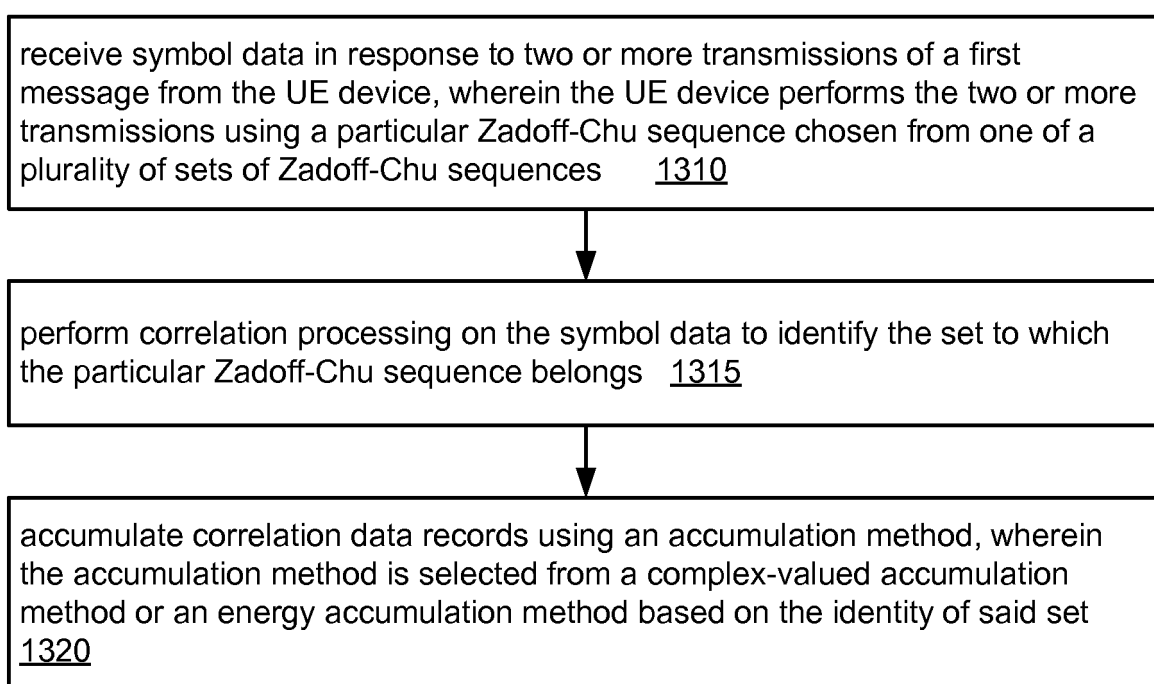 receive symbol data in response to two or more transmissions of a first
message from the UE device, wherein the UE device performs the two or more
transmissions using a particular Zadoff-Chu sequence chosen from one of a
plurality of sets of Zadoff-Chu sequences 1310
perform correlation processing on the symbol data to identify the set to which
the particular Zadoff-Chu sequence belongs 1315
accumulate correlation data records using an accumulation method, wherein
the accumulation method is selected from a complex-valued accumulation
method or an energy accumulation method based on the identity of said set
1320